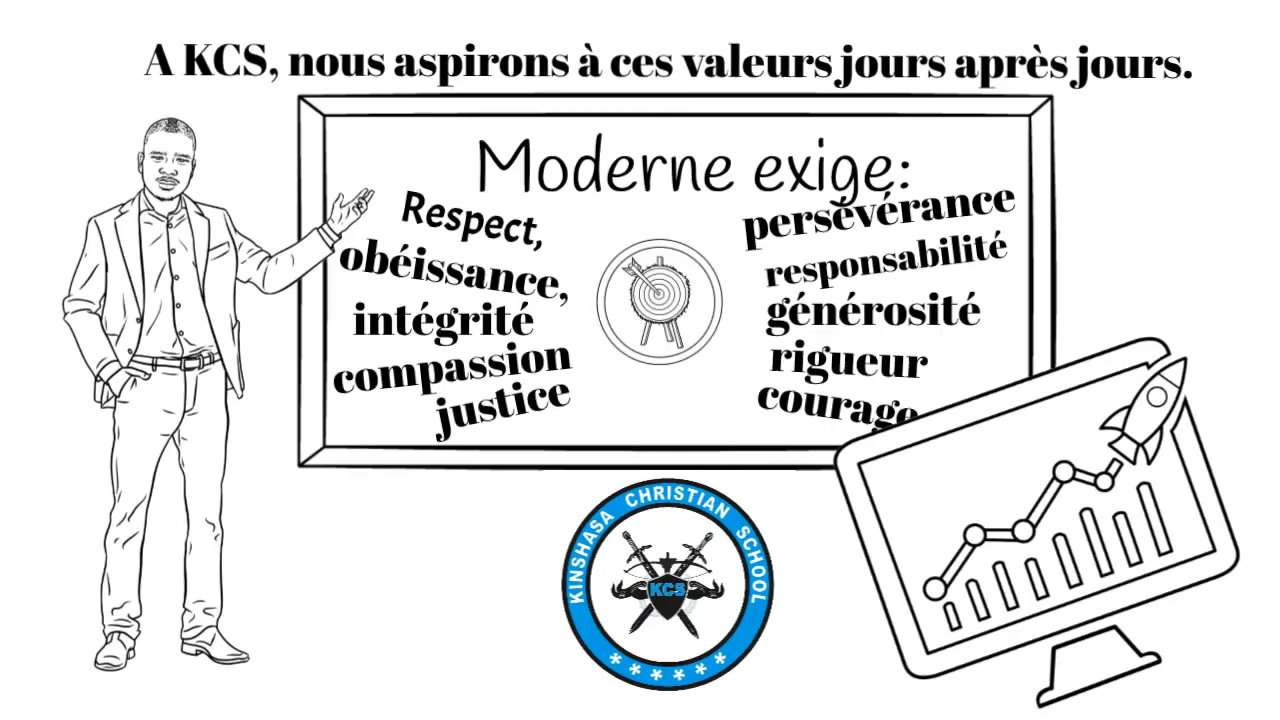 A KCS, nous aspirons à ces valeurs jours après jours.
Moderne exige:
Respect,
obéissance,
intégrité
compassion
justice
persévérance
responsabilité
générosité
rigueur
courage
KINSHASA CHRISTIAN SCHOOL
KCS